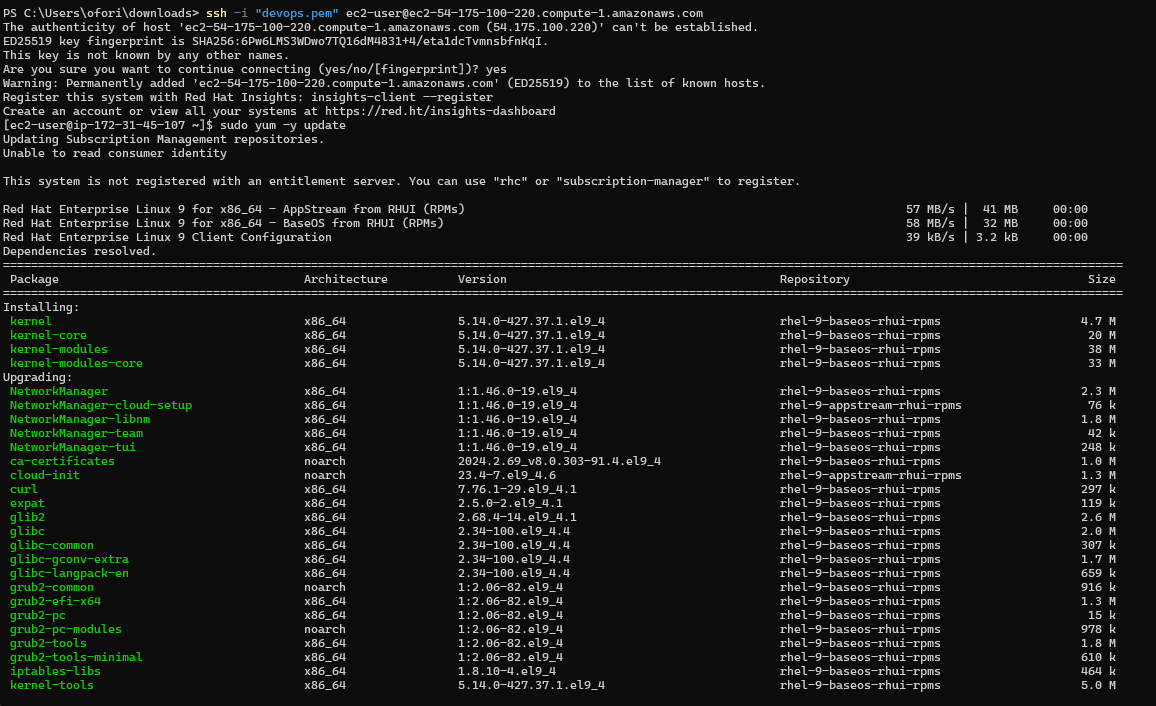 PS C:\Users\ofori\downloads> ssh -i "devops.pem" ec2-user@ec2-54-175-100-220.compute-1.amazonaws.com
The authenticity of host 'ec2-54-175-100-220.compute-1.amazonaws.com (54.175.100.220)' can't be established.
ED25519 key fingerprint is SHA256:6Pw6LMS3WDwo7TQ16dM4831+4/eta1dcTvmnsbfnKqI.
This key is not known by any other names.
Are you sure you want to continue connecting (yes/no/[fingerprint])? yes
Warning: Permanently added 'ec2-54-175-100-220.compute-1.amazonaws.com' (ED25519) to the list of known hosts.
Register this system with Red Hat Insights: insights-client --register
Create an account or view all your systems at https://red.ht/insights-dashboard
[ec2-user@ip-172-31-45-107 ~]$ sudo yum -y update
Updating Subscription Management repositories.
Unable to read consumer identity

This system is not registered with an entitlement server. You can use "rhc" or "subscription-manager" to register.

Red Hat Enterprise Linux 9 for x86_64 - AppStream from RHUI (RPMs) 57 MB/s | 41 MB 00:00
Red Hat Enterprise Linux 9 for x86_64 - BaseOS from RHUI (RPMs) 58 MB/s | 32 MB 00:00
Red Hat Enterprise Linux 9 Client Configuration 39 kB/s | 3.2 kB 00:00
Dependencies resolved.
Package Architecture Version Repository Size
Installing:
kernel x86_64 5.14.0-427.37.1.el9_4 rhel-9-baseos-rhui-rpms 4.7 M
kernel-core x86_64 5.14.0-427.37.1.el9_4 rhel-9-baseos-rhui-rpms 20 M
kernel-modules x86_64 5.14.0-427.37.1.el9_4 rhel-9-baseos-rhui-rpms 38 M
kernel-modules-core x86_64 5.14.0-427.37.1.el9_4 rhel-9-baseos-rhui-rpms 33 M
Upgrading:
NetworkManager x86_64 1:1.46.0-19.el9_4 rhel-9-baseos-rhui-rpms 2.3 M
NetworkManager-cloud-setup x86_64 1:1.46.0-19.el9_4 rhel-9-appstream-rhui-rpms 76 k
NetworkManager-libnm x86_64 1:1.46.0-19.el9_4 rhel-9-baseos-rhui-rpms 1.8 M
NetworkManager-team x86_64 1:1.46.0-19.el9_4 rhel-9-baseos-rhui-rpms 42 k
NetworkManager-tui x86_64 1:1.46.0-19.el9_4 rhel-9-baseos-rhui-rpms 248 k
ca-certificates noarch 2024.2.69_v8.0.303-91.4.el9_4 rhel-9-baseos-rhui-rpms 1.0 M
cloud-init noarch 23.4-7.el9_4.6 rhel-9-appstream-rhui-rpms 1.3 M
curl x86_64 7.76.1-29.el9_4.1 rhel-9-baseos-rhui-rpms 297 k
expat x86_64 2.5.0-2.el9_4.1 rhel-9-baseos-rhui-rpms 119 k
glib2 x86_64 2.68.4-14.el9_4.1 rhel-9-baseos-rhui-rpms 2.6 M
glibc x86_64 2.34-100.el9_4.4 rhel-9-baseos-rhui-rpms 2.0 M
glibc-common x86_64 2.34-100.el9_4.4 rhel-9-baseos-rhui-rpms 307 k
glibc-gconv-extra x86_64 2.34-100.el9_4.4 rhel-9-baseos-rhui-rpms 1.7 M
glibc-langpack-en x86_64 2.34-100.el9_4.4 rhel-9-baseos-rhui-rpms 659 k
grub2-common noarch 1:2.06-82.el9_4 rhel-9-baseos-rhui-rpms 916 k
grub2-efi-x64 x86_64 1:2.06-82.el9_4 rhel-9-baseos-rhui-rpms 1.3 M
grub2-pc x86_64 1:2.06-82.el9_4 rhel-9-baseos-rhui-rpms 15 k
grub2-pc-modules noarch 1:2.06-82.el9_4 rhel-9-baseos-rhui-rpms 978 k
grub2-tools x86_64 1:2.06-82.el9_4 rhel-9-baseos-rhui-rpms 1.8 M
grub2-tools-minimal x86_64 1:2.06-82.el9_4 rhel-9-baseos-rhui-rpms 610 k
iptables-libs x86_64 1.8.10-4.el9_4 rhel-9-baseos-rhui-rpms 464 k
kernel-tools x86_64 5.14.0-427.37.1.el9_4 rhel-9-baseos-rhui-rpms 5.0 M